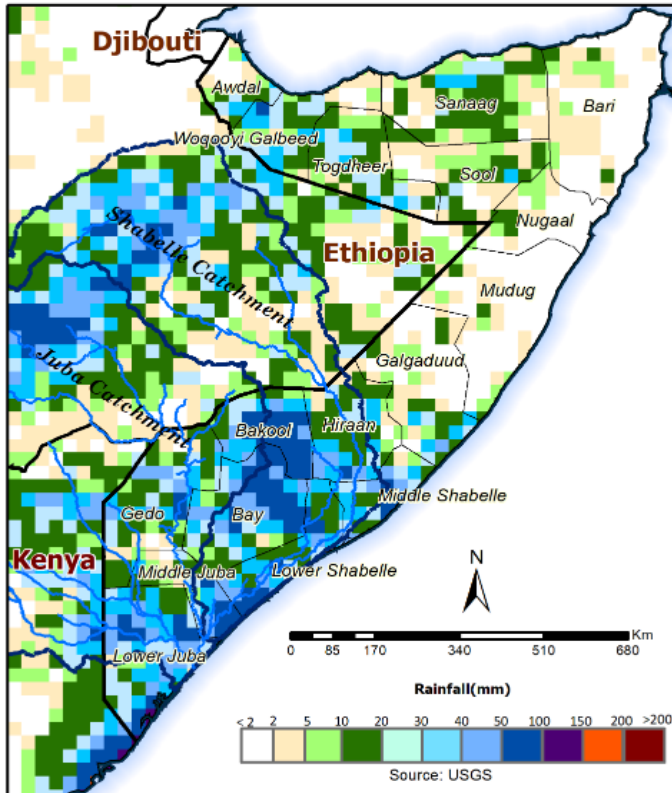 Djibouti
Awdal
Sanaag
Bari
Woqooyi Galbeed
Togdheer
Sool
Shabelle Catchment
Ethiopia
Nugaal
Mudug
Juba Catchment
Galgaduud
Bakool
Hiraan
Middle Shabelle
Gedo
Bay
Kenya
Middle Juba
Lower Shabelle
N
Lower Juba
Km
0 85 170 340 510 680
Rainfall(mm)
< 2 2 5 10 20 30 40 50 100 150 200 >200
Source: USGS